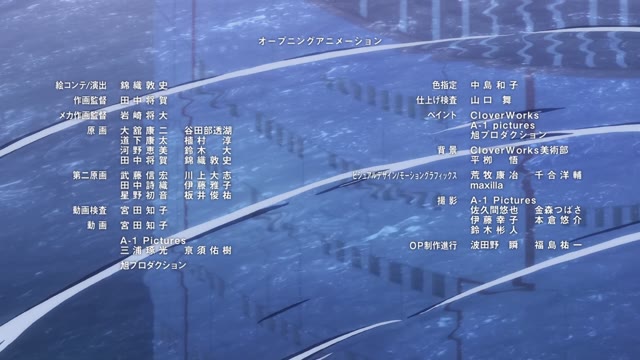 オープニングアニメーション
絵コンテ/演出 錦織敦史
作画監督 田中将賀
メカ作画監督 岩崎将大
原画 大舘康二 谷田部透湖
道下康太 植村淳
河野恵美 鈴木大
田中将賀 錦織敦史
第二原画 武藤信宏 川上大志
田中詩織 伊藤雅子
星野初音 板井俊祐
動画検査 宮田知子
動画 宮田知子
A-1 Pictures
三浦琢光 京須佑樹
旭プロダクション
色指定 中島和子
仕上げ検査 山口舞
ペイント CloverWorks
A-1 pictures
旭プロダクション
背景 CloverWorks美術部
平栁悟
ビジュアルデザイン/モーショングラフィックス 荒牧康治 千合洋輔
maxilla
撮影 A-1 Pictures
佐久間悠也 金森つばさ
伊藤幸子 本倉悠介
鈴木彬人
OP制作進行 波田野瞬 福島祐一